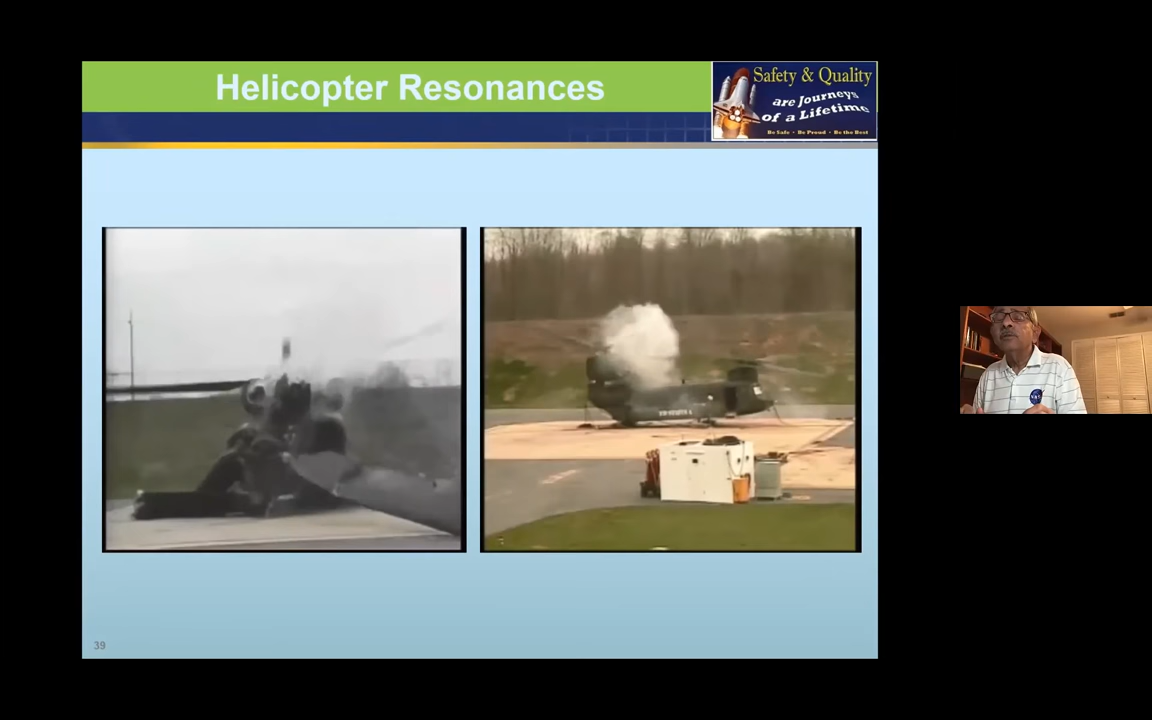 Helicopter Resonances
Safety & Quality
are Journeys
of a Lifetime
Be Safe • Be Proud • Be the Best
39